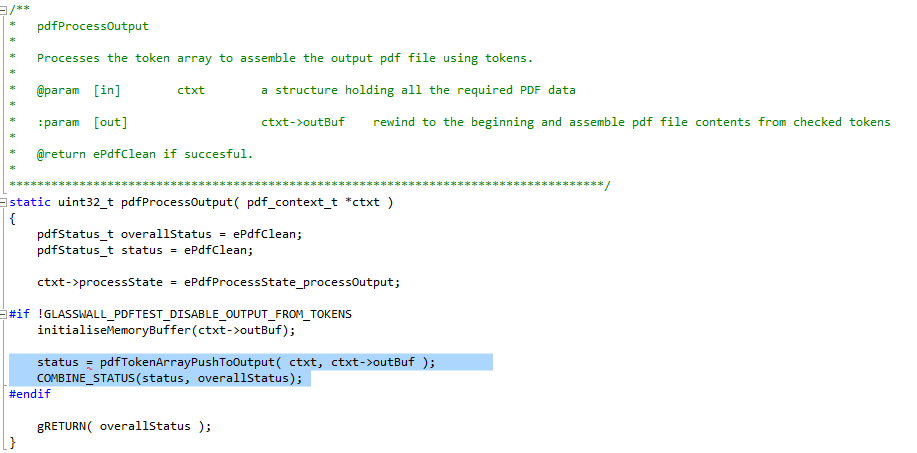 /**
*   pdfProcessOutput
*
*   Processes the token array to assemble the output pdf file using tokens.
*
*   @param  [in]        ctxt        a structure holding all the required PDF data
*
*   :param  [out]                   ctxt->outBuf    rewind to the beginning and assemble pdf file contents from checked tokens
*
*   @return ePdfClean if succesful.
*
*************************************************************************************/
static uint32_t pdfProcessOutput( pdf_context_t *ctxt )
{
    pdfStatus_t overallStatus = ePdfClean;
    pdfStatus_t status = ePdfClean;

    ctxt->processState = ePdfProcessState_processOutput;

#if !GLASSWALL_PDFTEST_DISABLE_OUTPUT_FROM_TOKENS
    initialiseMemoryBuffer(ctxt->outBuf);

    status = pdfTokenArrayPushToOutput( ctxt, ctxt->outBuf );
    COMBINE_STATUS(status, overallStatus);
#endif

    gRETURN( overallStatus );
}